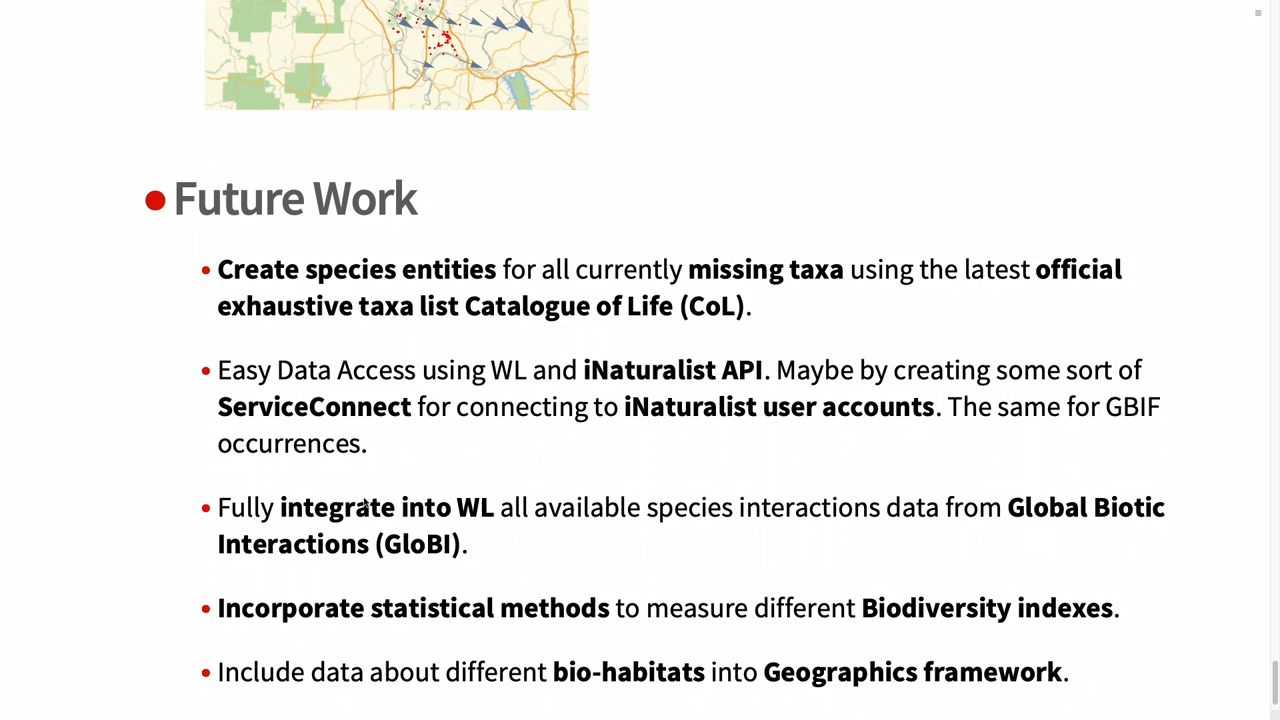 Future Work
Create species entities for all currently missing taxa using the latest official
exhaustive taxa list Catalogue of Life (CoL).
Easy Data Access using WL and iNaturalist API. Maybe by creating some sort of
ServiceConnect for connecting to iNaturalist user accounts. The same for GBIF
occurrences.
Fully integrate into WL all available species interactions data from Global Biotic
Interactions (GloBI).
Incorporate statistical methods to measure different Biodiversity indexes.
Include data about different bio-habitats into Geographics framework.